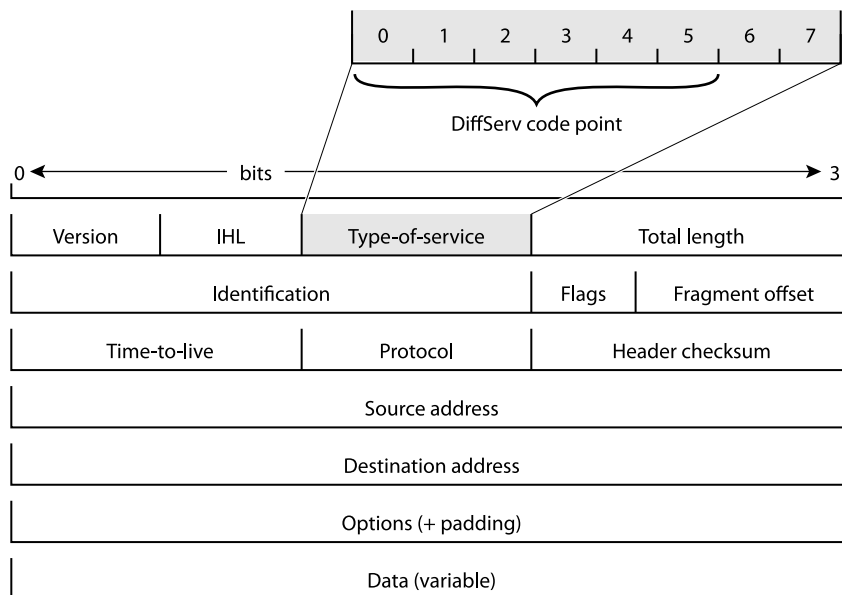 0 1 2 3 4 5 6 7
DiffServ code point
0 bits 3
Version IHL Type-of-service Total length
Identification Flags Fragment offset
Time-to-live Protocol Header checksum
Source address
Destination address
Options (+ padding)
Data (variable)